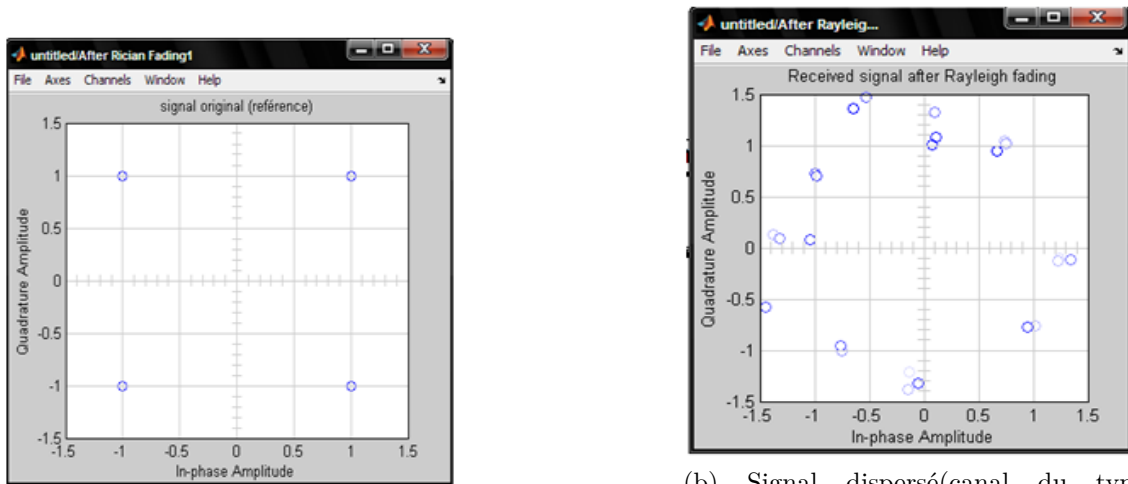 untitled/After Rician Fading1
File Axes Channels Window Help
signal original (reférence)
1.5
1
0.5
0
-0.5
-1
-1.5
Quadrature Amplitude
-1.5 -1 -0.5 0 0.5 1 1.5
In-phase Amplitude
untitled/After Rayleig...
File Axes Channels Window Help
Received signal after Rayleigh fading
1.5
1
0.5
0
-0.5
-1
-1.5
Quadrature Amplitude
-1.5 -1 -0.5 0 0.5 1 1.5
In-phase Amplitude
(b) Signal dispersé(canal du